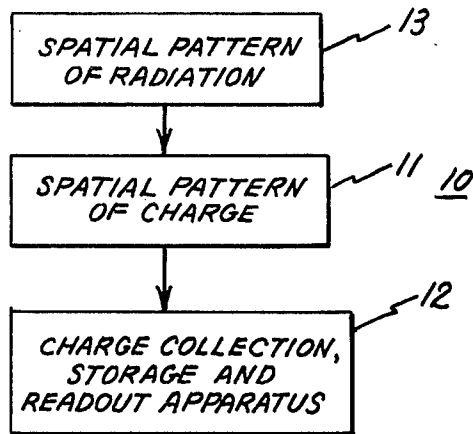 SPATIAL PATTERN
OF RADIATION
13
SPATIAL PATTERN
OF CHARGE
11
10
CHARGE COLLECTION,
STORAGE AND
READOUT APPARATUS
12